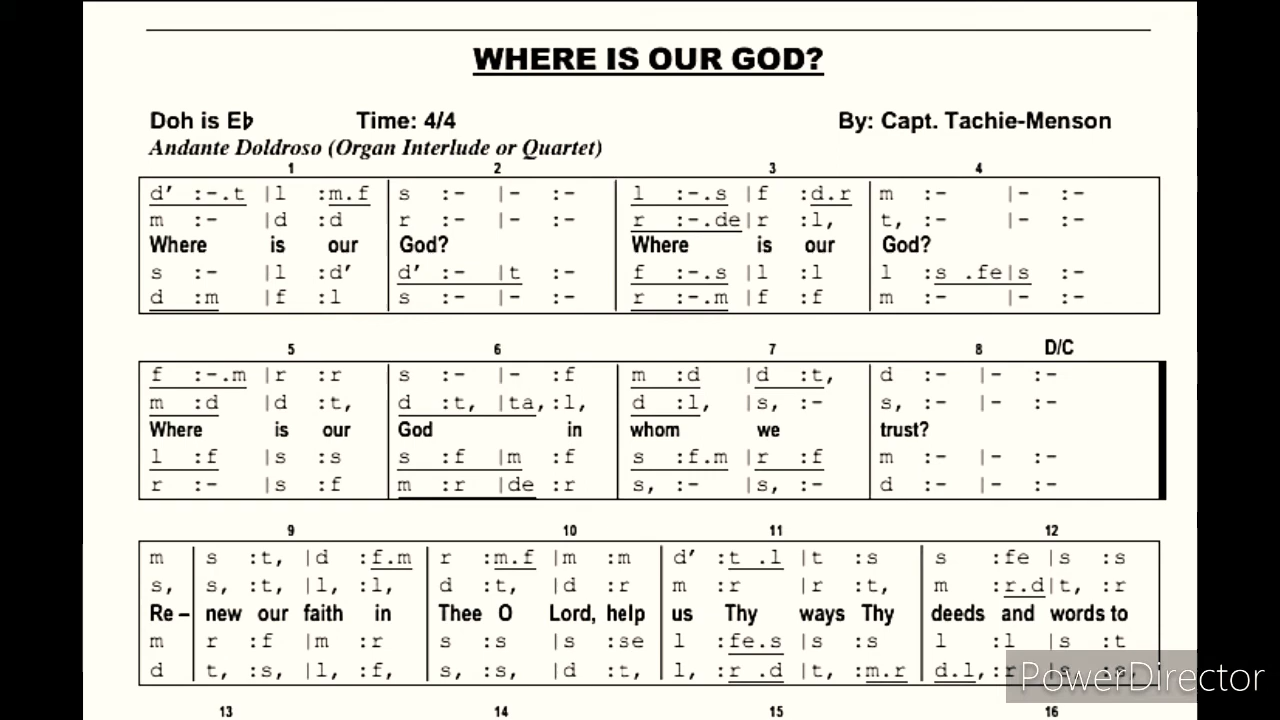 WHERE IS OUR GOD?
Doh is E♭ Time: 4/4 By: Capt. Tachie-Menson
Andante Doldroso (Organ Interlude or Quartet)
1 2 3 4
d’ :-.t |l :m.f | s :- |- :- | l :-.s |f :d.r | m :- |- :-
m :- |d :d | r :- |- :- | r :-.de|r :l, | t, :- |- :-
Where is our God? Where is our God?
s :- |l :d’ | d’ :- |t :- | f :-.s |l :l | l :s .fe|s :-
d :m |f :l | s :- |- :- | r :-.m |f :f | m :- |- :-
5 6 7 8 D/C
f :-.m |r :r | s :- |- :f | m :d |d :t, | d :- |- :-
m :d |d :t, | d :t, |ta, :l, | d :l, |s, :- | s, :- |- :-
Where is our God in whom we trust?
l :f |s :s | s :f |m :f | s :f.m |r :f | m :- |- :-
r :- |s :f | m :r |de :r | s, :- |s, :- | d :- |- :-
9 10 11 12
m | s :t, |d :f.m | r :m.f |m :m | d’ :t .l |t :s | s :fe |s :s
s, | s, :t, |l, :l, | d :t, |d :r | m :r |r :t, | m :r.d|t, :r
Re – new our faith in Thee O Lord, help us Thy ways Thy deeds and words to
m | r :f |m :r | s :s |s :se | l :fe.s |s :s | l :l |s :t
d | t, :s, |l, :f, | s, :s, |d :t, | l, :r .d |t, :m.r | d.l, :r |s :s,
PowerDirector
13 14 15 16